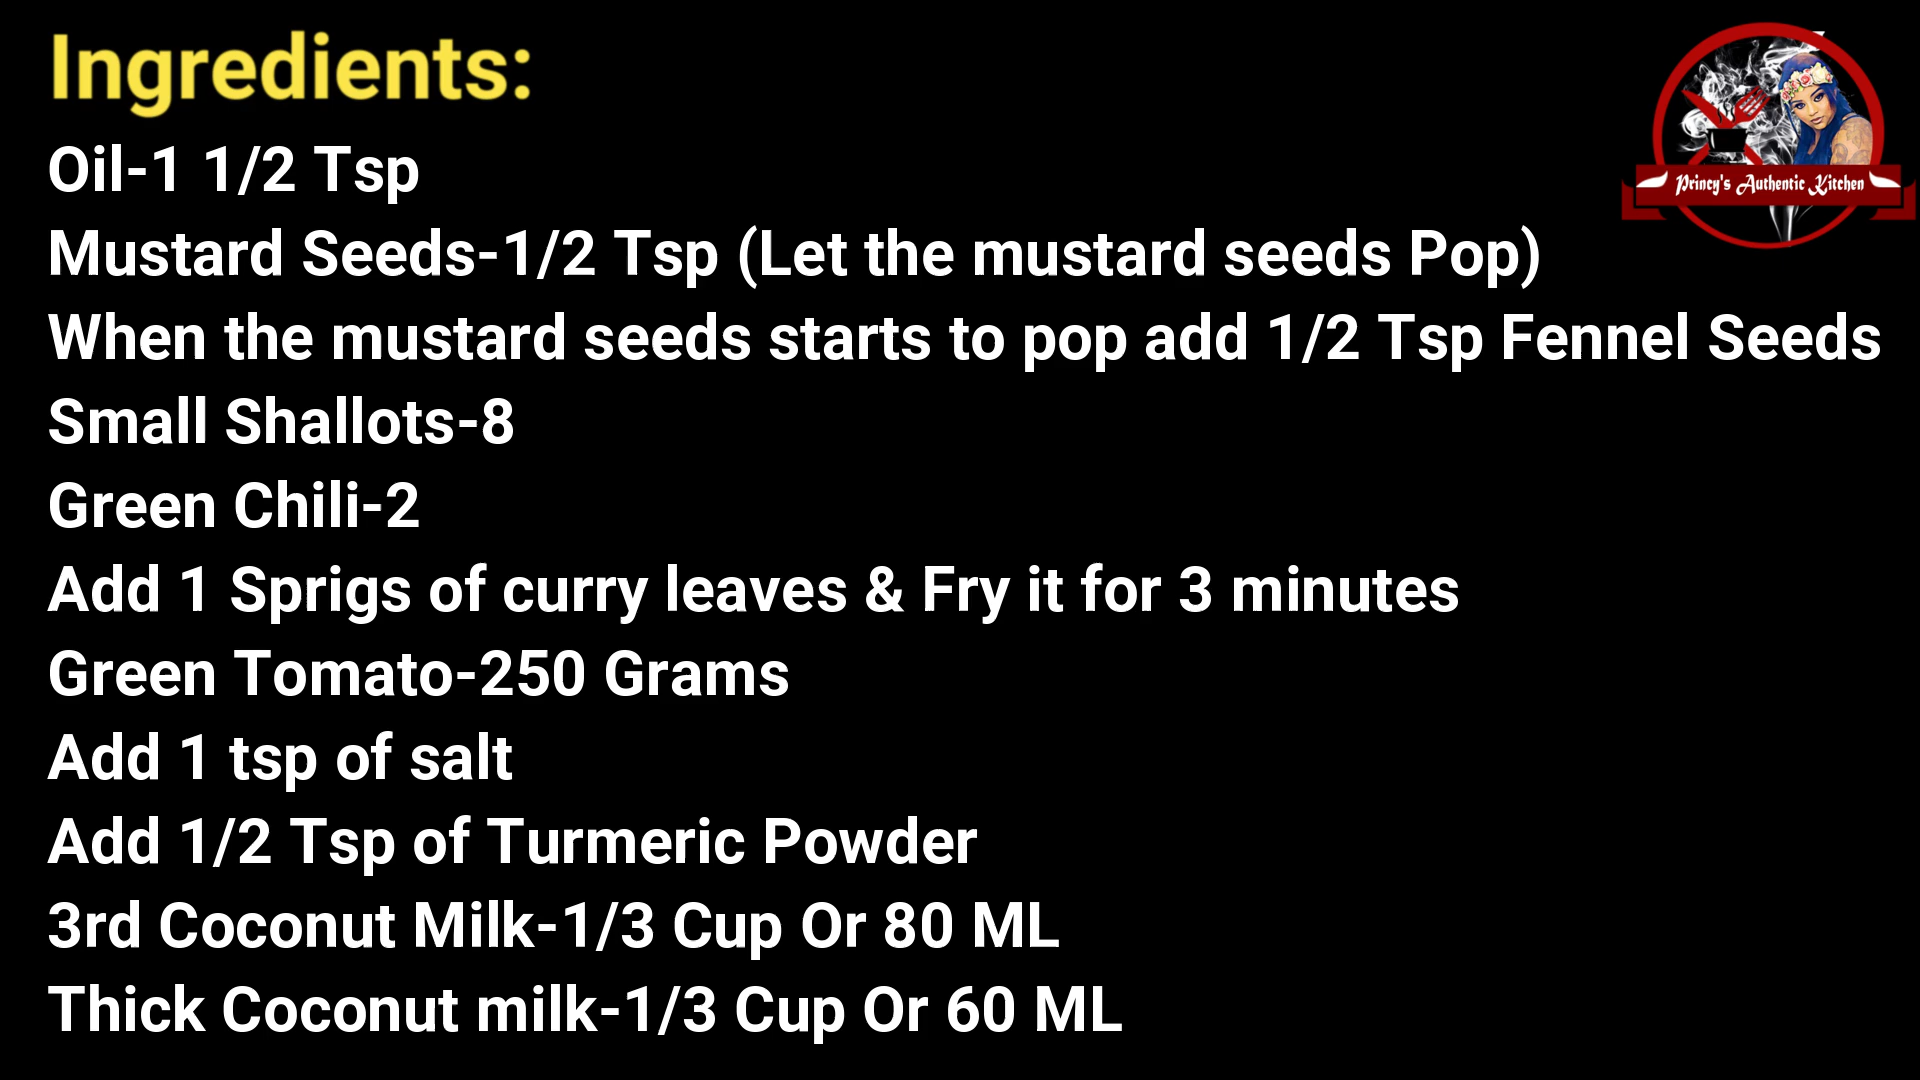 Ingredients:
Princy's Authentic Kitchen
Oil-1 1/2 Tsp
Mustard Seeds-1/2 Tsp (Let the mustard seeds Pop)
When the mustard seeds starts to pop add 1/2 Tsp Fennel Seeds
Small Shallots-8
Green Chili-2
Add 1 Sprigs of curry leaves & Fry it for 3 minutes
Green Tomato-250 Grams
Add 1 tsp of salt
Add 1/2 Tsp of Turmeric Powder
3rd Coconut Milk-1/3 Cup Or 80 ML
Thick Coconut milk-1/3 Cup Or 60 ML